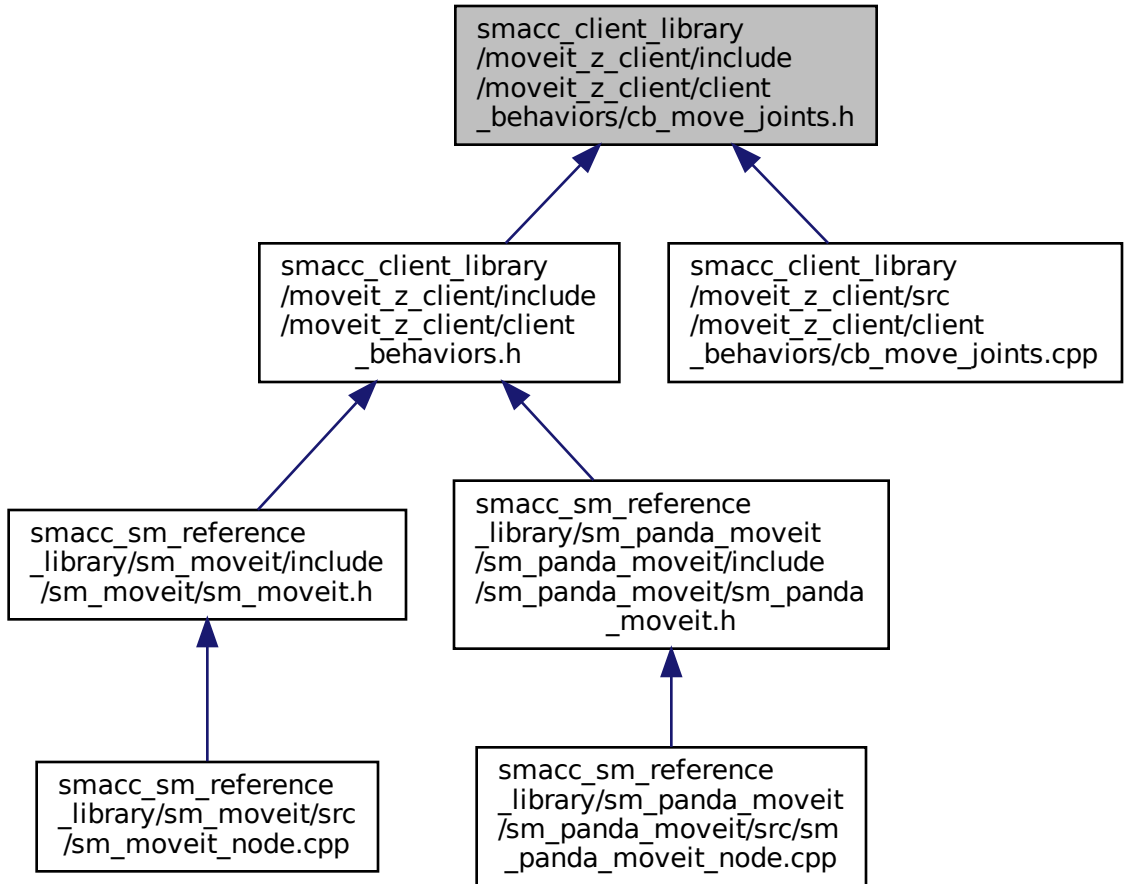 smacc_client_library
/moveit_z_client/include
/moveit_z_client/client
_behaviors/cb_move_joints.h
smacc_client_library
/moveit_z_client/include
/moveit_z_client/client
_behaviors.h
smacc_client_library
/moveit_z_client/src
/moveit_z_client/client
_behaviors/cb_move_joints.cpp
smacc_sm_reference
_library/sm_moveit/include
/sm_moveit/sm_moveit.h
smacc_sm_reference
_library/sm_panda_moveit
/sm_panda_moveit/include
/sm_panda_moveit/sm_panda
_moveit.h
smacc_sm_reference
_library/sm_moveit/src
/sm_moveit_node.cpp
smacc_sm_reference
_library/sm_panda_moveit
/sm_panda_moveit/src/sm
_panda_moveit_node.cpp